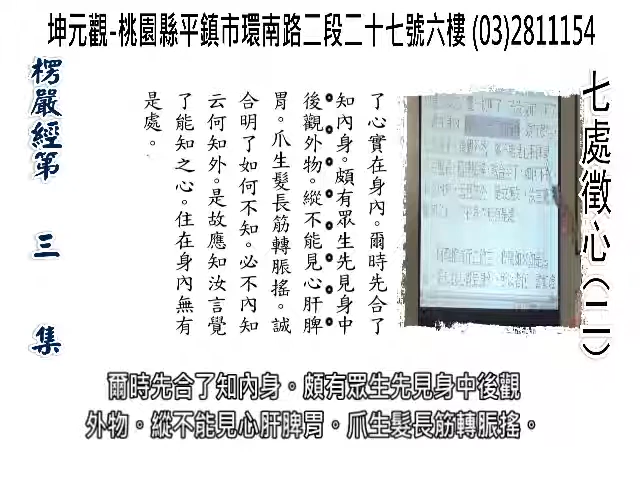 坤元觀-桃園縣平鎮市環南路二段二十七號六樓 (03)2811154
七處徵心（二）
了心實在身內。爾時先合了
知內身。頗有眾生先見身中
後觀外物。縱不能見心肝脾
胃。爪生髮長筋轉脈搖。誠
合明了如何不知。必不內知
云何知外。是故應知汝言覺
了能知之心。住在身內無有
是處。
楞嚴經第三集
爾時先合了知內身。頗有眾生先見身中後觀
外物。縱不能見心肝脾胃。爪生髮長筋轉脈搖。